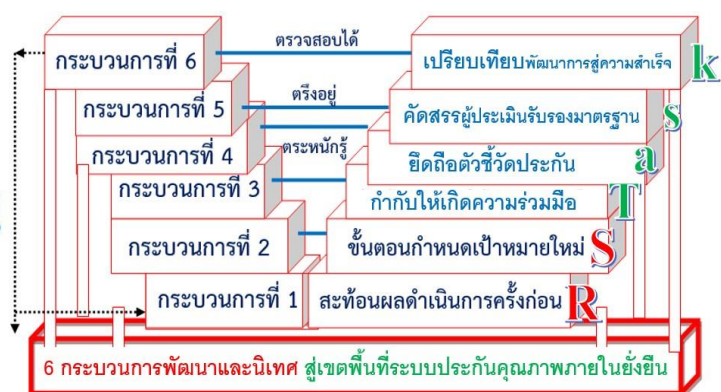 กระบวนการที่ 6 ตรวจสอบได้ เปรียบเทียบพัฒนาการสู่ความสำเร็จ k
กระบวนการที่ 5 ตรึงอยู่ คัดสรรผู้ประเมินรับรองมาตรฐาน s
กระบวนการที่ 4 ตระหนักรู้ ยึดถือตัวชี้วัดประกัน a
กระบวนการที่ 3 กำกับให้เกิดความร่วมมือ T
กระบวนการที่ 2 ขั้นตอนกำหนดเป้าหมายใหม่ S
กระบวนการที่ 1 สะท้อนผลดำเนินการครั้งก่อน R
6 กระบวนการพัฒนาและนิเทศ สู่เขตพื้นที่ระบบประกันคุณภาพภายในยั่งยืน